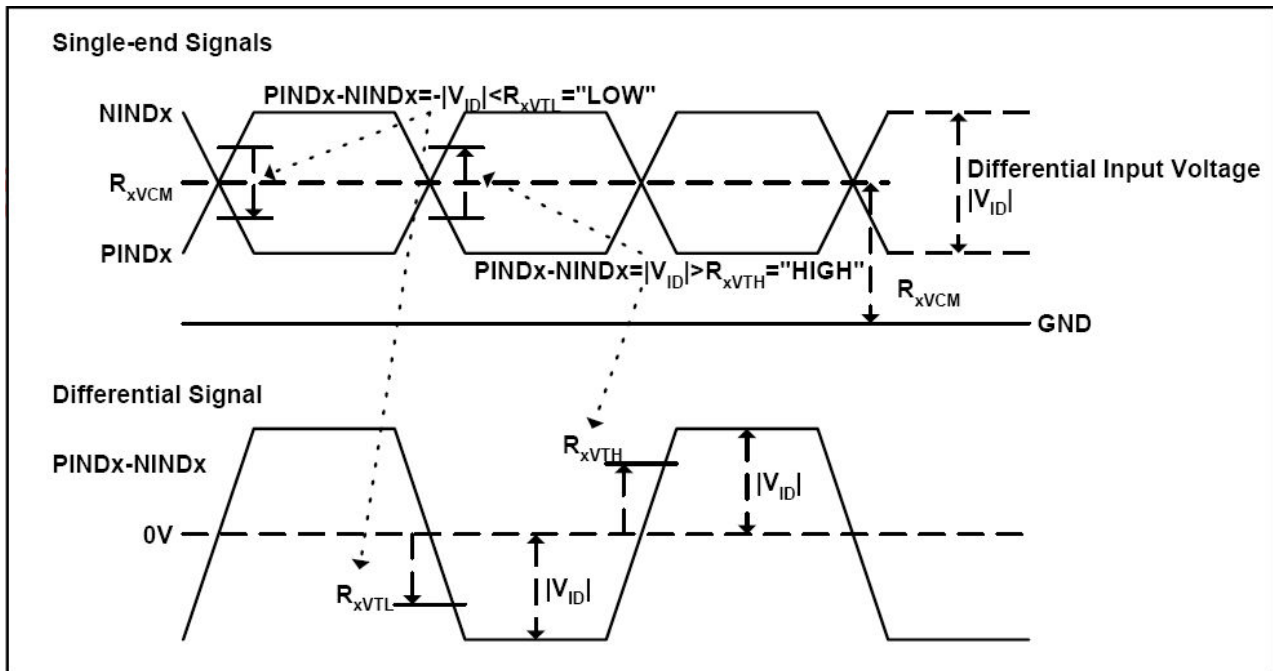 Single-end Signals
PINDx-NINDx=-|VID|<RxVTL="LOW"
NINDx
RxVCM
Differential Input Voltage
|VID|
PINDx
PINDx-NINDx=|VID|>RxVTH="HIGH"
RxVCM
GND
Differential Signal
RxVTH
PINDx-NINDx
|VID|
0V
RxVTL
|VID|